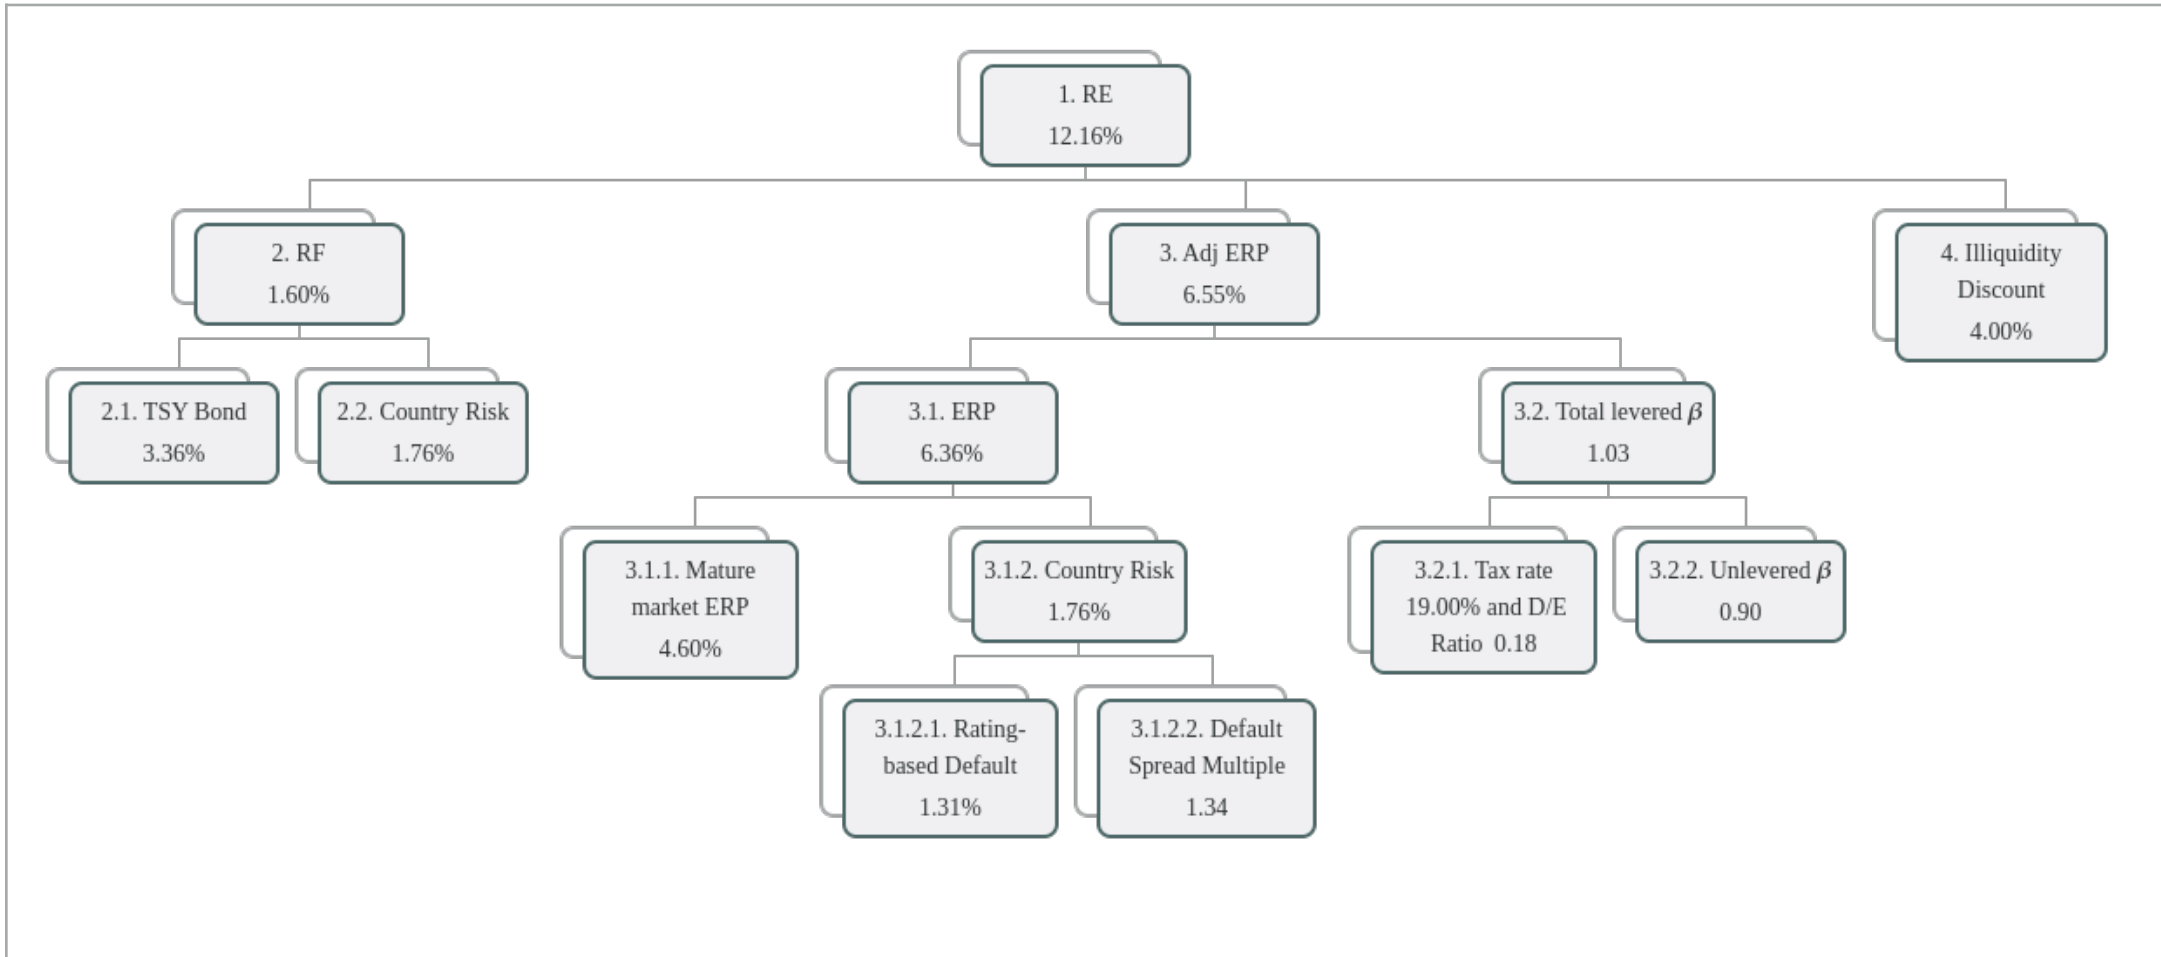 1. RE
12.16%
2. RF
1.60%
3. Adj ERP
6.55%
4. Illiquidity
Discount
4.00%
2.1. TSY Bond
3.36%
2.2. Country Risk
1.76%
3.1. ERP
6.36%
3.2. Total levered β
1.03
3.1.1. Mature
market ERP
4.60%
3.1.2. Country Risk
1.76%
3.2.1. Tax rate
19.00% and D/E
Ratio 0.18
3.2.2. Unlevered β
0.90
3.1.2.1. Rating-
based Default
1.31%
3.1.2.2. Default
Spread Multiple
1.34